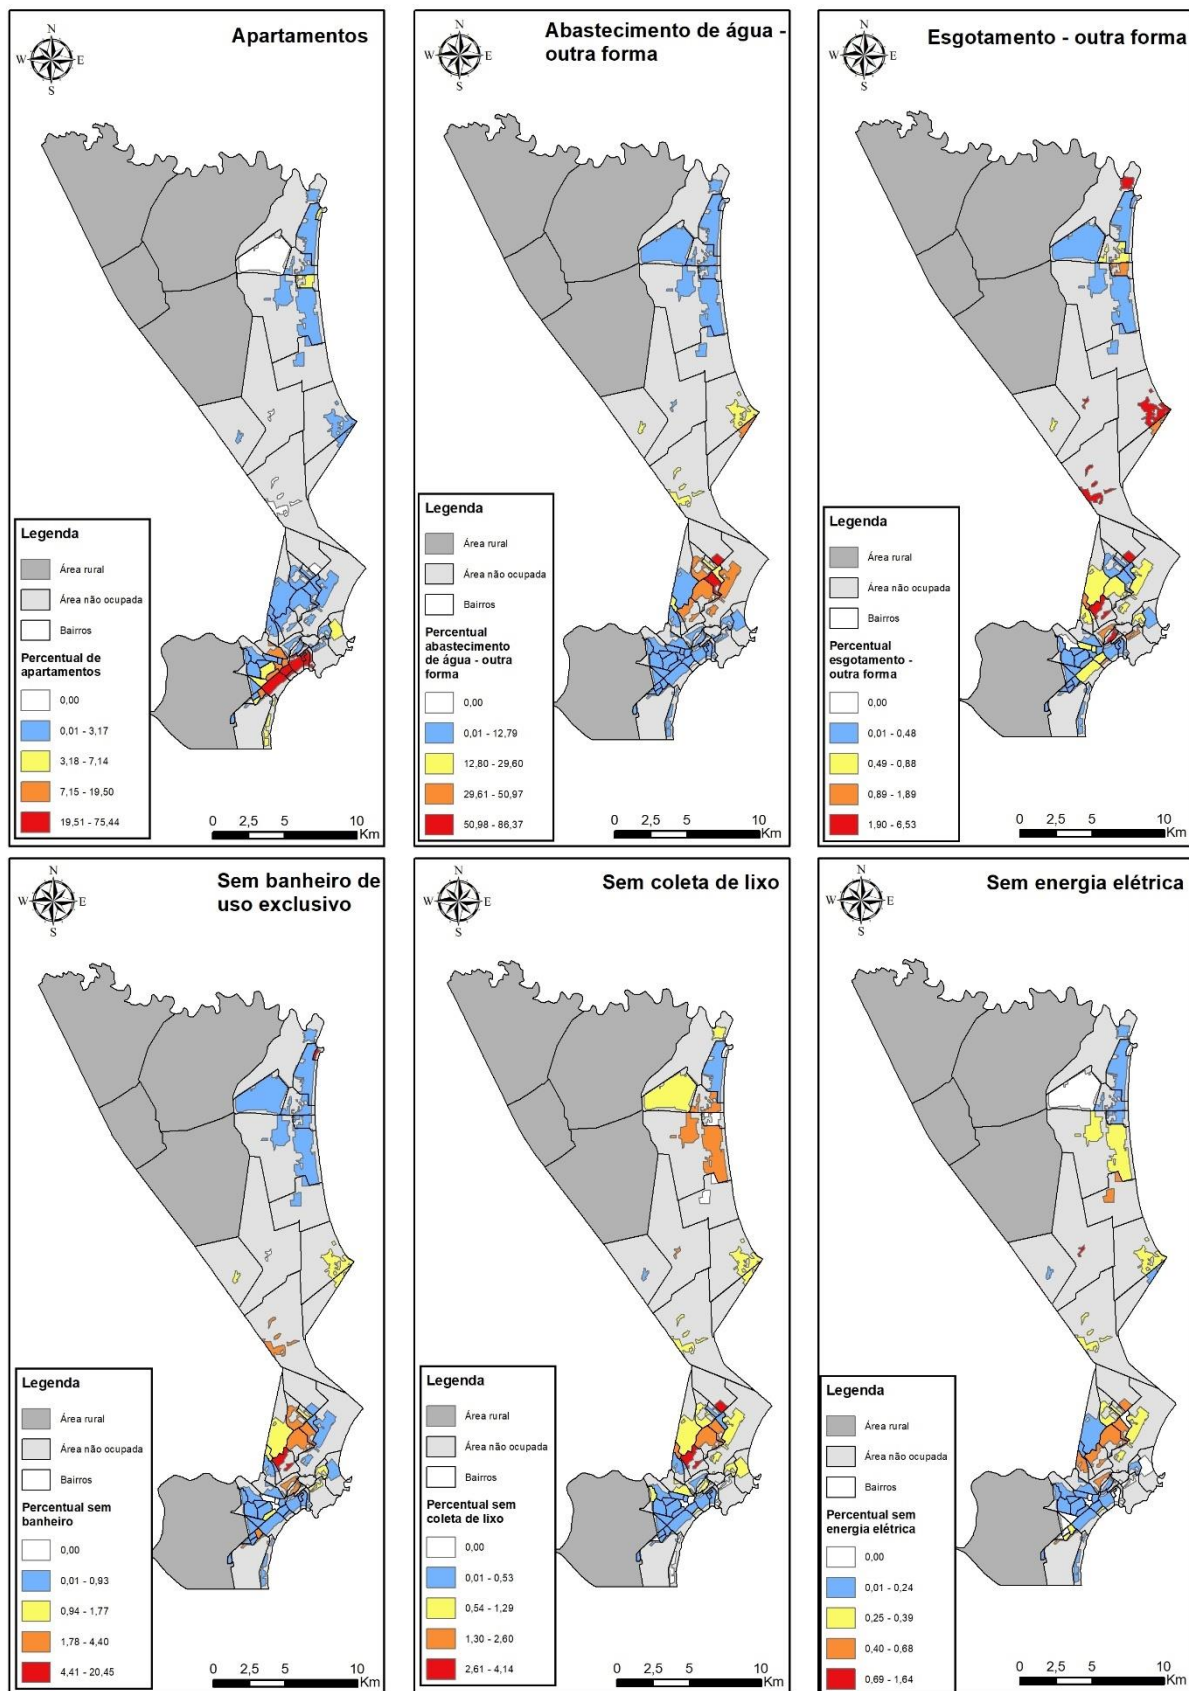 Apartamentos
N
W
E
S
Legenda
Área rural
Área não ocupada
Bairros
Percentual de
apartamentos
0,00
0,01 - 3,17
3,18 - 7,14
7,15 - 19,50
19,51 - 75,44
0 2,5 5 10
Km
Abastecimento de água -
outra forma
N
W
E
S
Legenda
Área rural
Área não ocupada
Bairros
Percentual
abastecimento
de água - outra
forma
0,00
0,01 - 12,79
12,80 - 29,60
29,61 - 50,97
50,98 - 86,37
0 2,5 5 10
Km
Esgotamento - outra forma
N
W
E
S
Legenda
Área rural
Área não ocupada
Bairros
Percentual
esgotamento -
outra forma
0,00
0,01 - 0,48
0,49 - 0,88
0,89 - 1,89
1,90 - 6,53
0 2,5 5 10
Km
Sem banheiro de
uso exclusivo
N
W
E
S
Legenda
Área rural
Área não ocupada
Bairros
Percentual sem
banheiro
0,00
0,01 - 0,93
0,94 - 1,77
1,78 - 4,40
4,41 - 20,45
0 2,5 5 10
Km
Sem coleta de lixo
N
W
E
S
Legenda
Área rural
Área não ocupada
Bairros
Percentual sem
coleta de lixo
0,00
0,01 - 0,53
0,54 - 1,29
1,30 - 2,60
2,61 - 4,14
0 2,5 5 10
Km
Sem energia elétrica
N
W
E
S
Legenda
Área rural
Área não ocupada
Bairros
Percentual sem
energia elétrica
0,00
0,01 - 0,24
0,25 - 0,39
0,40 - 0,68
0,69 - 1,64
0 2,5 5 10
Km